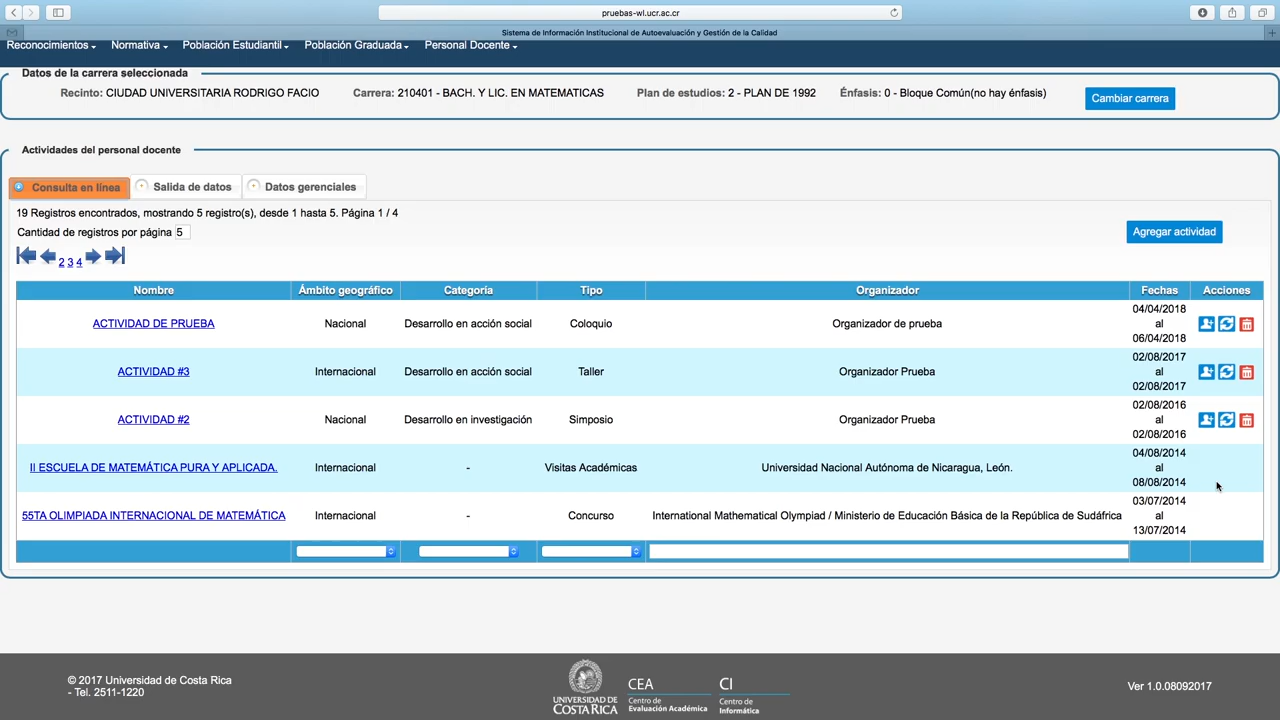 pruebas-wl.ucr.ac.cr
Sistema de Información Institucional de Autoevaluación y Gestión de la Calidad
Reconocimientos Normativa Población Estudiantil Población Graduada Personal Docente
Datos de la carrera seleccionada
Recinto: CIUDAD UNIVERSITARIA RODRIGO FACIO Carrera: 210401 - BACH. Y LIC. EN MATEMATICAS Plan de estudios: 2 - PLAN DE 1992 Énfasis: 0 - Bloque Común(no hay énfasis) Cambiar carrera
Actividades del personal docente
Consulta en línea Salida de datos Datos gerenciales
19 Registros encontrados, mostrando 5 registro(s), desde 1 hasta 5. Página 1 / 4
Cantidad de registros por página 5 Agregar actividad
2 3 4
Nombre Ámbito geográfico Categoría Tipo Organizador Fechas Acciones
ACTIVIDAD DE PRUEBA Nacional Desarrollo en acción social Coloquio Organizador de prueba 04/04/2018
al
06/04/2018
ACTIVIDAD #3 Internacional Desarrollo en acción social Taller Organizador Prueba 02/08/2017
al
02/08/2017
ACTIVIDAD #2 Nacional Desarrollo en investigación Simposio Organizador Prueba 02/08/2016
al
02/08/2016
II ESCUELA DE MATEMÁTICA PURA Y APLICADA. Internacional - Visitas Académicas Universidad Nacional Autónoma de Nicaragua, León. 04/08/2014
al
08/08/2014
55TA OLIMPIADA INTERNACIONAL DE MATEMÁTICA Internacional - Concurso International Mathematical Olympiad / Ministerio de Educación Básica de la República de Sudáfrica 03/07/2014
al
13/07/2014
© 2017 Universidad de Costa Rica
- Tel. 2511-1220
UNIVERSIDAD DE
COSTA RICA
CEA
Centro de
Evaluación Académica
CI
Centro de
Informática
Ver 1.0.08092017